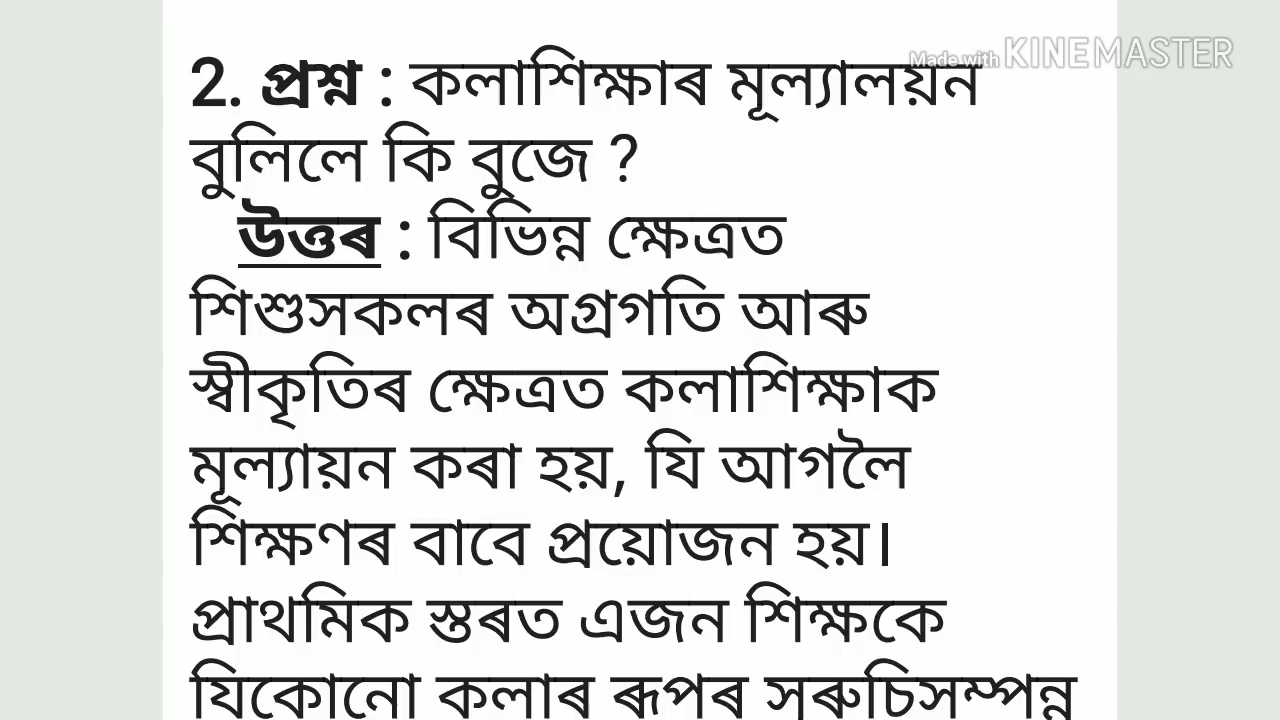 Made with KINEMASTER
2. প্ৰশ্ন : কলাশিক্ষাৰ মূল্যালয়ন
বুলিলে কি বুজে ?
উত্তৰ : বিভিন্ন ক্ষেত্ৰত
শিশুসকলৰ অগ্ৰগতি আৰু
স্বীকৃতিৰ ক্ষেত্ৰত কলাশিক্ষাক
মূল্যায়ন কৰা হয়, যি আগলৈ
শিক্ষণৰ বাবে প্ৰয়োজন হয়।
প্ৰাথমিক স্তৰত এজন শিক্ষকে
যিকোনো কলাৰ ৰূপৰ সুৰুচিসম্পন্ন